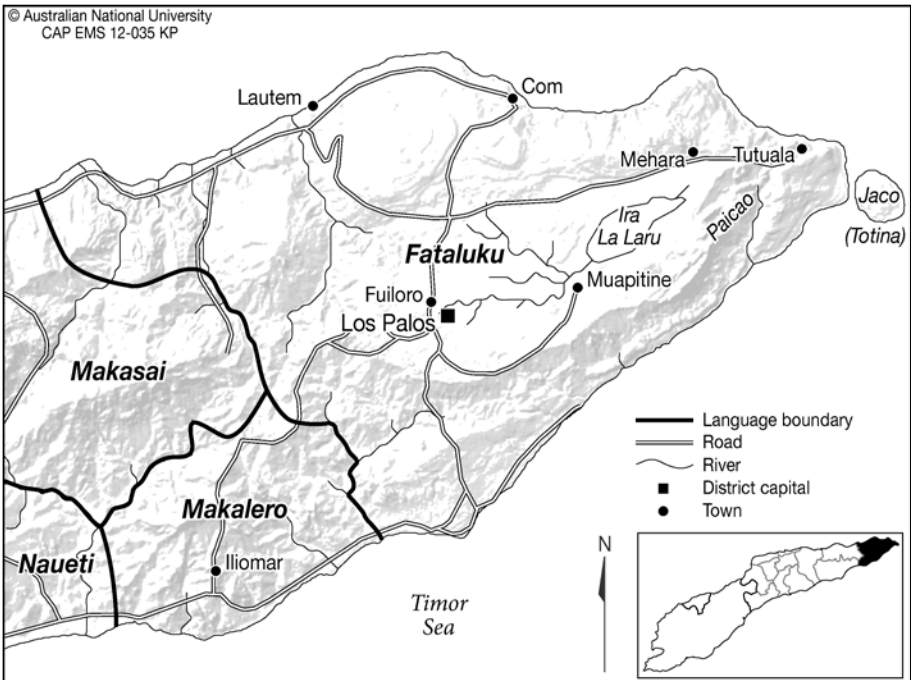 © Australian National University
CAP EMS 12-035 KP
Lautem
Com
Mehara
Tutuala
Jaco
(Totina)
Paicao
Ira
La Laru
Fataluku
Muapitine
Fuiloro
Los Palos
Makasai
Makalero
Naueti
Iliomar
Timor
Sea
Language boundary
Road
River
District capital
Town
N